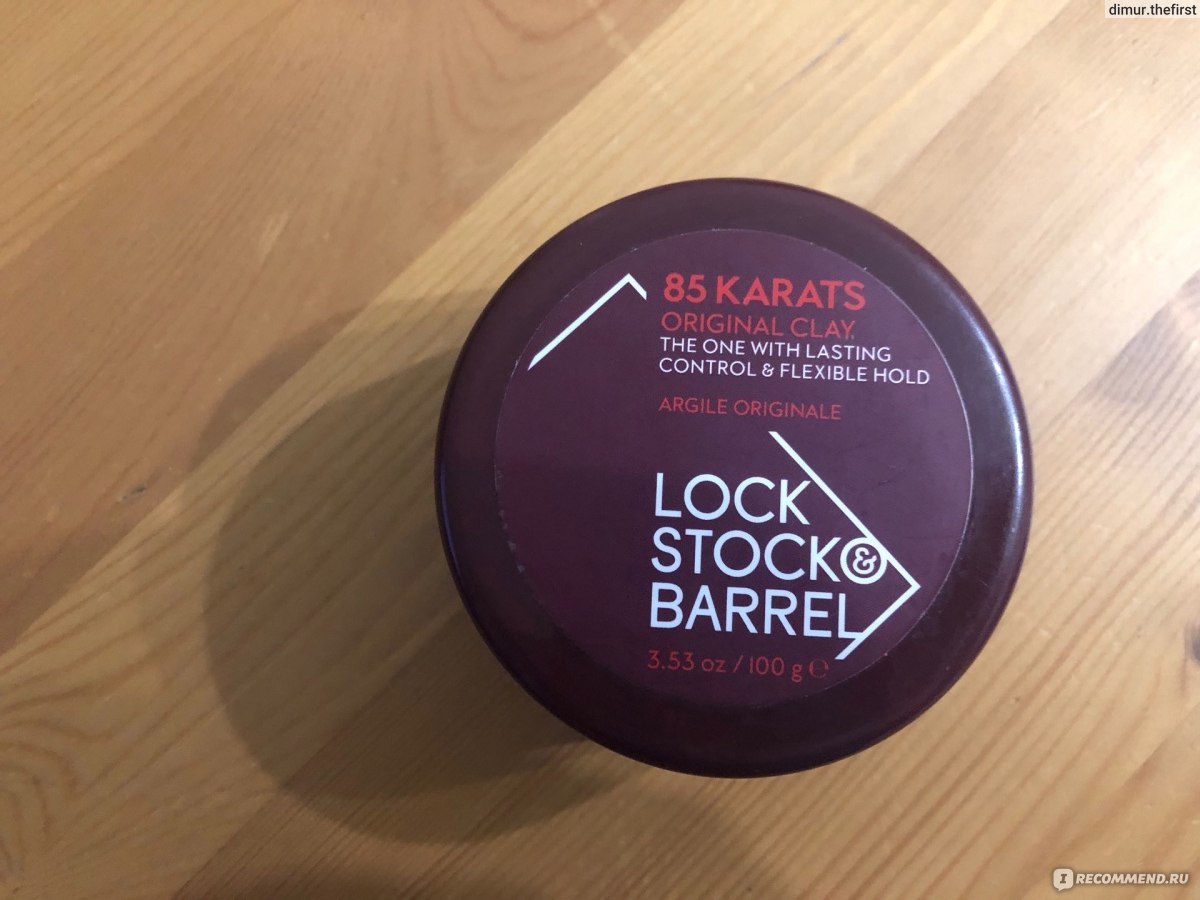 dimur.thefirst
85 KARATS
ORIGINAL CLAY.
THE ONE WITH LASTING
CONTROL & FLEXIBLE HOLD
ARGILE ORIGINALE
LOCK
STOCK &
BARREL
3.53 oz / 100 g ℮
IRECOMMEND.RU